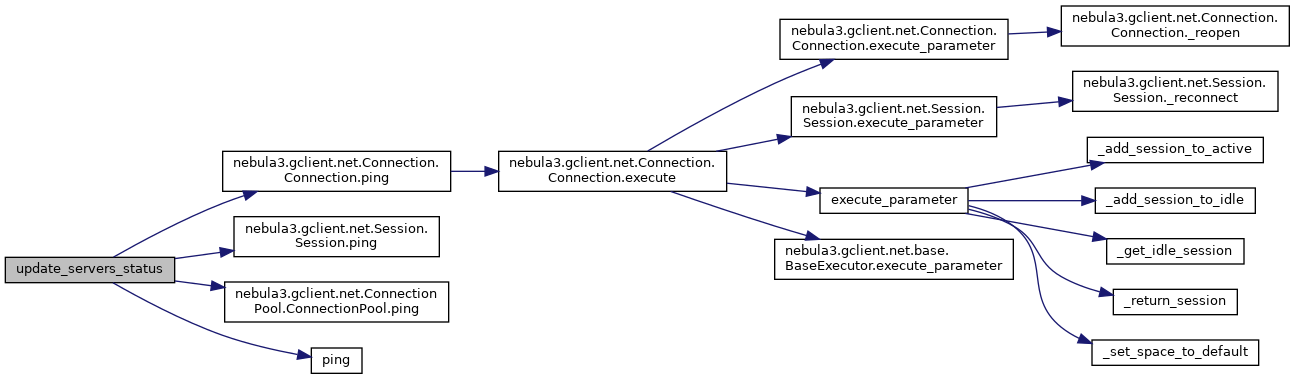 update_servers_status
nebula3.gclient.net.Connection.
Connection.ping
nebula3.gclient.net.Session.
Session.ping
nebula3.gclient.net.Connection
Pool.ConnectionPool.ping
ping
nebula3.gclient.net.Connection.
Connection.execute
nebula3.gclient.net.Connection.
Connection.execute_parameter
nebula3.gclient.net.Session.
Session.execute_parameter
execute_parameter
nebula3.gclient.net.base.
BaseExecutor.execute_parameter
nebula3.gclient.net.Connection.
Connection._reopen
nebula3.gclient.net.Session.
Session._reconnect
_add_session_to_active
_add_session_to_idle
_get_idle_session
_return_session
_set_space_to_default